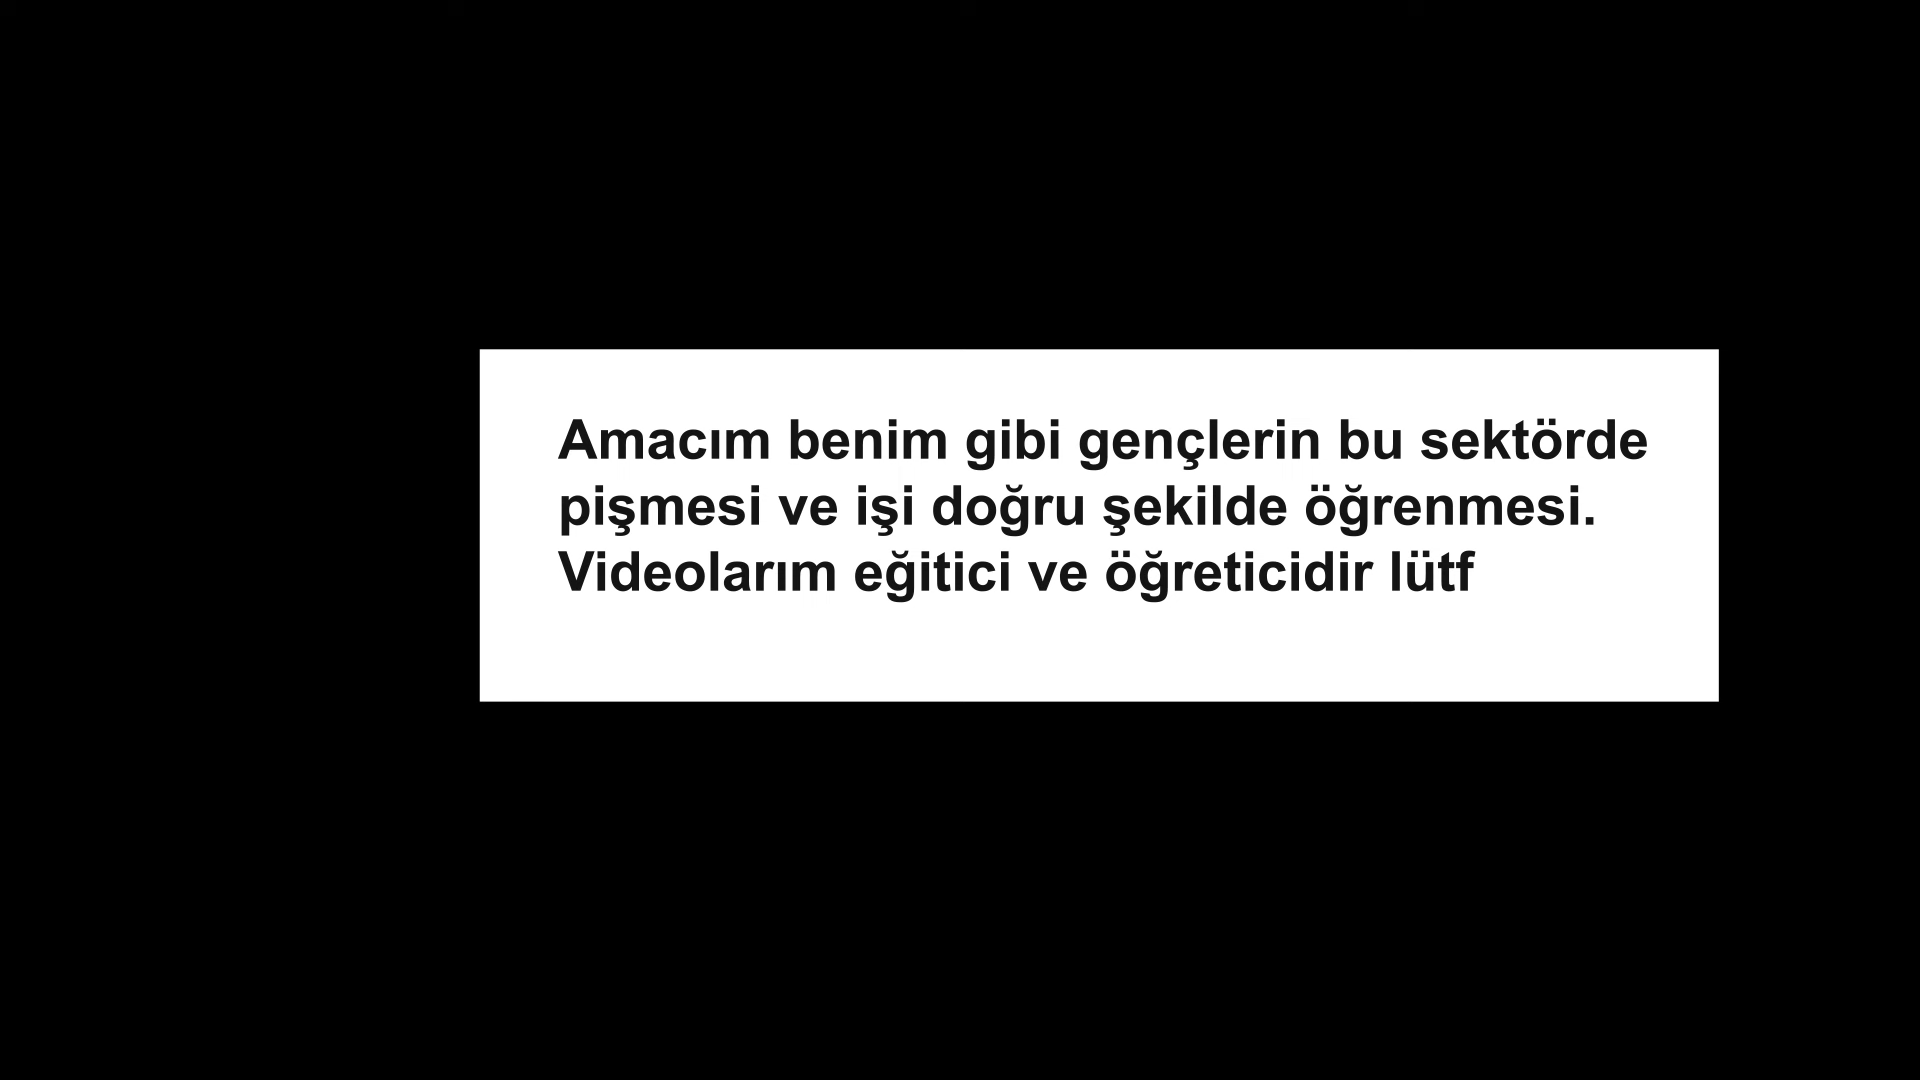 Amacım benim gibi gençlerin bu sektörde
pişmesi ve işi doğru şekilde öğrenmesi.
Videolarım eğitici ve öğreticidir lütf